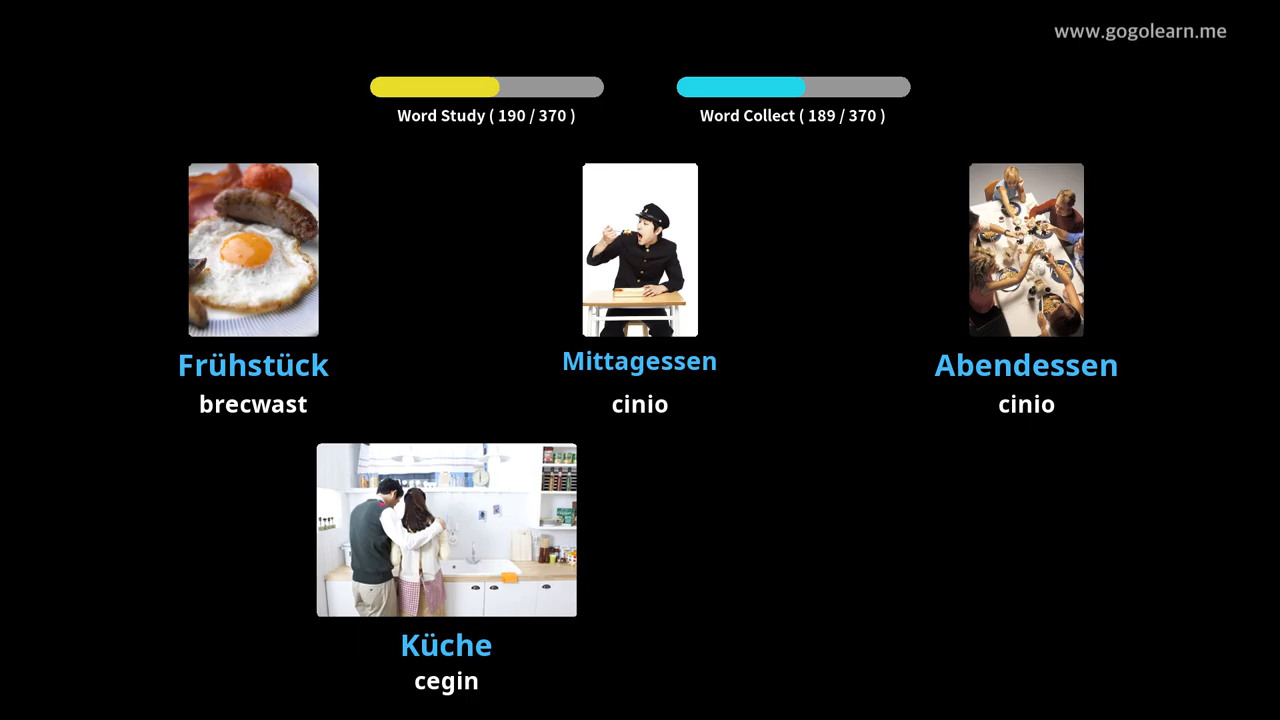 www.gogolearn.me
Word Study ( 190 / 370 )
Word Collect ( 189 / 370 )
Frühstück
brecwast
Mittagessen
cinio
Abendessen
cinio
Küche
cegin